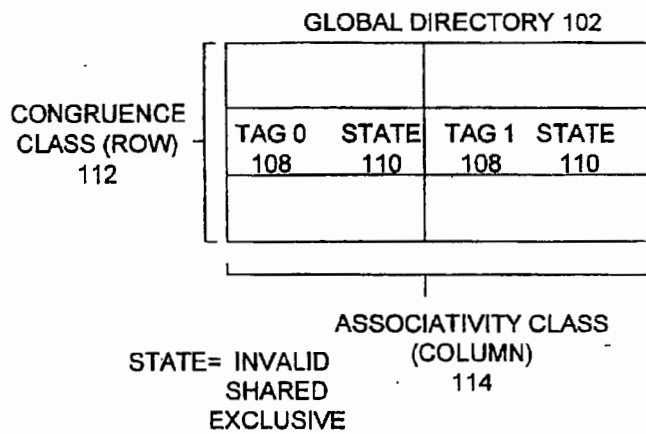 GLOBAL DIRECTORY 102
CONGRUENCE
CLASS (ROW)
112
TAG 0 STATE TAG 1 STATE
108 110 108 110
ASSOCIATIVITY CLASS
(COLUMN)
114
STATE= INVALID
SHARED
EXCLUSIVE